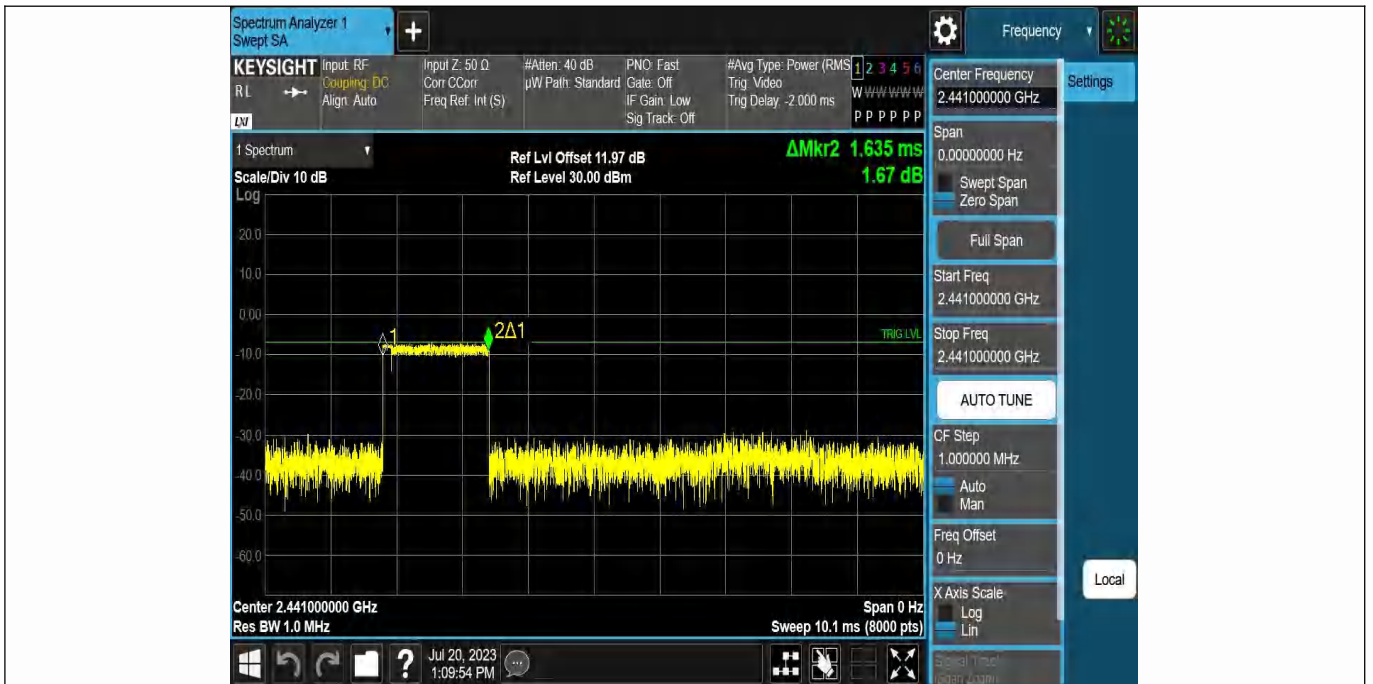 Spectrum Analyzer 1
Swept SA
+
Frequency
KEYSIGHT
RL
LXI
Input: RF
Coupling: DC
Align: Auto
Input Z: 50 Ω
Corr CCorr
Freq Ref: Int (S)
#Atten: 40 dB
µW Path: Standard
PNO: Fast
Gate: Off
IF Gain: Low
Sig Track: Off
#Avg Type: Power (RMS
Trig: Video
Trig Delay: -2.000 ms
1 2 3 4 5 6
W W W W W W
P P P P P P
1 Spectrum
Scale/Div 10 dB
Log
Ref Lvl Offset 11.97 dB
Ref Level 30.00 dBm
ΔMkr2 1.635 ms
1.67 dB
20.0
10.0
0.00
-10.0
-20.0
-30.0
-40.0
-50.0
-60.0
1
2Δ1
TRIG LVL
Center 2.441000000 GHz
Res BW 1.0 MHz
Span 0 Hz
Sweep 10.1 ms (8000 pts)
Jul 20, 2023
1:09:54 PM
Center Frequency
2.441000000 GHz
Span
0.00000000 Hz
Swept Span
Zero Span
Full Span
Start Freq
2.441000000 GHz
Stop Freq
2.441000000 GHz
AUTO TUNE
CF Step
1.000000 MHz
Auto
Man
Freq Offset
0 Hz
X Axis Scale
Log
Lin
Signal Track
(Span Zoom)
Settings
Local